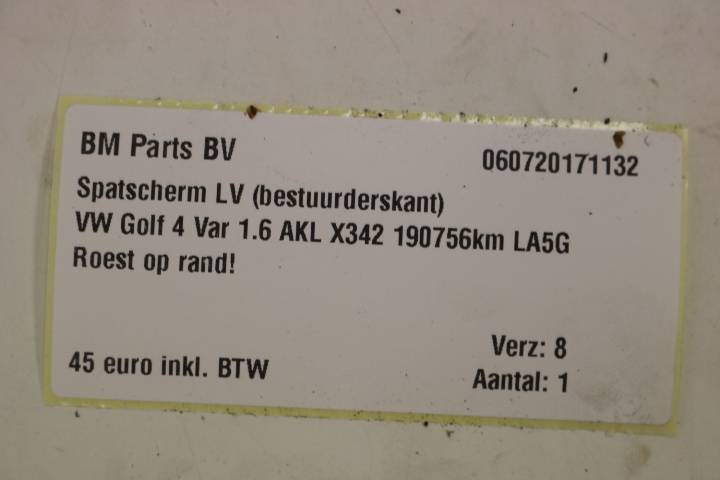 BM Parts BV
060720171132
Spatscherm LV (bestuurderskant)
VW Golf 4 Var 1.6 AKL X342 190756km LA5G
Roest op rand!
Verz: 8
45 euro inkl. BTW
Aantal: 1